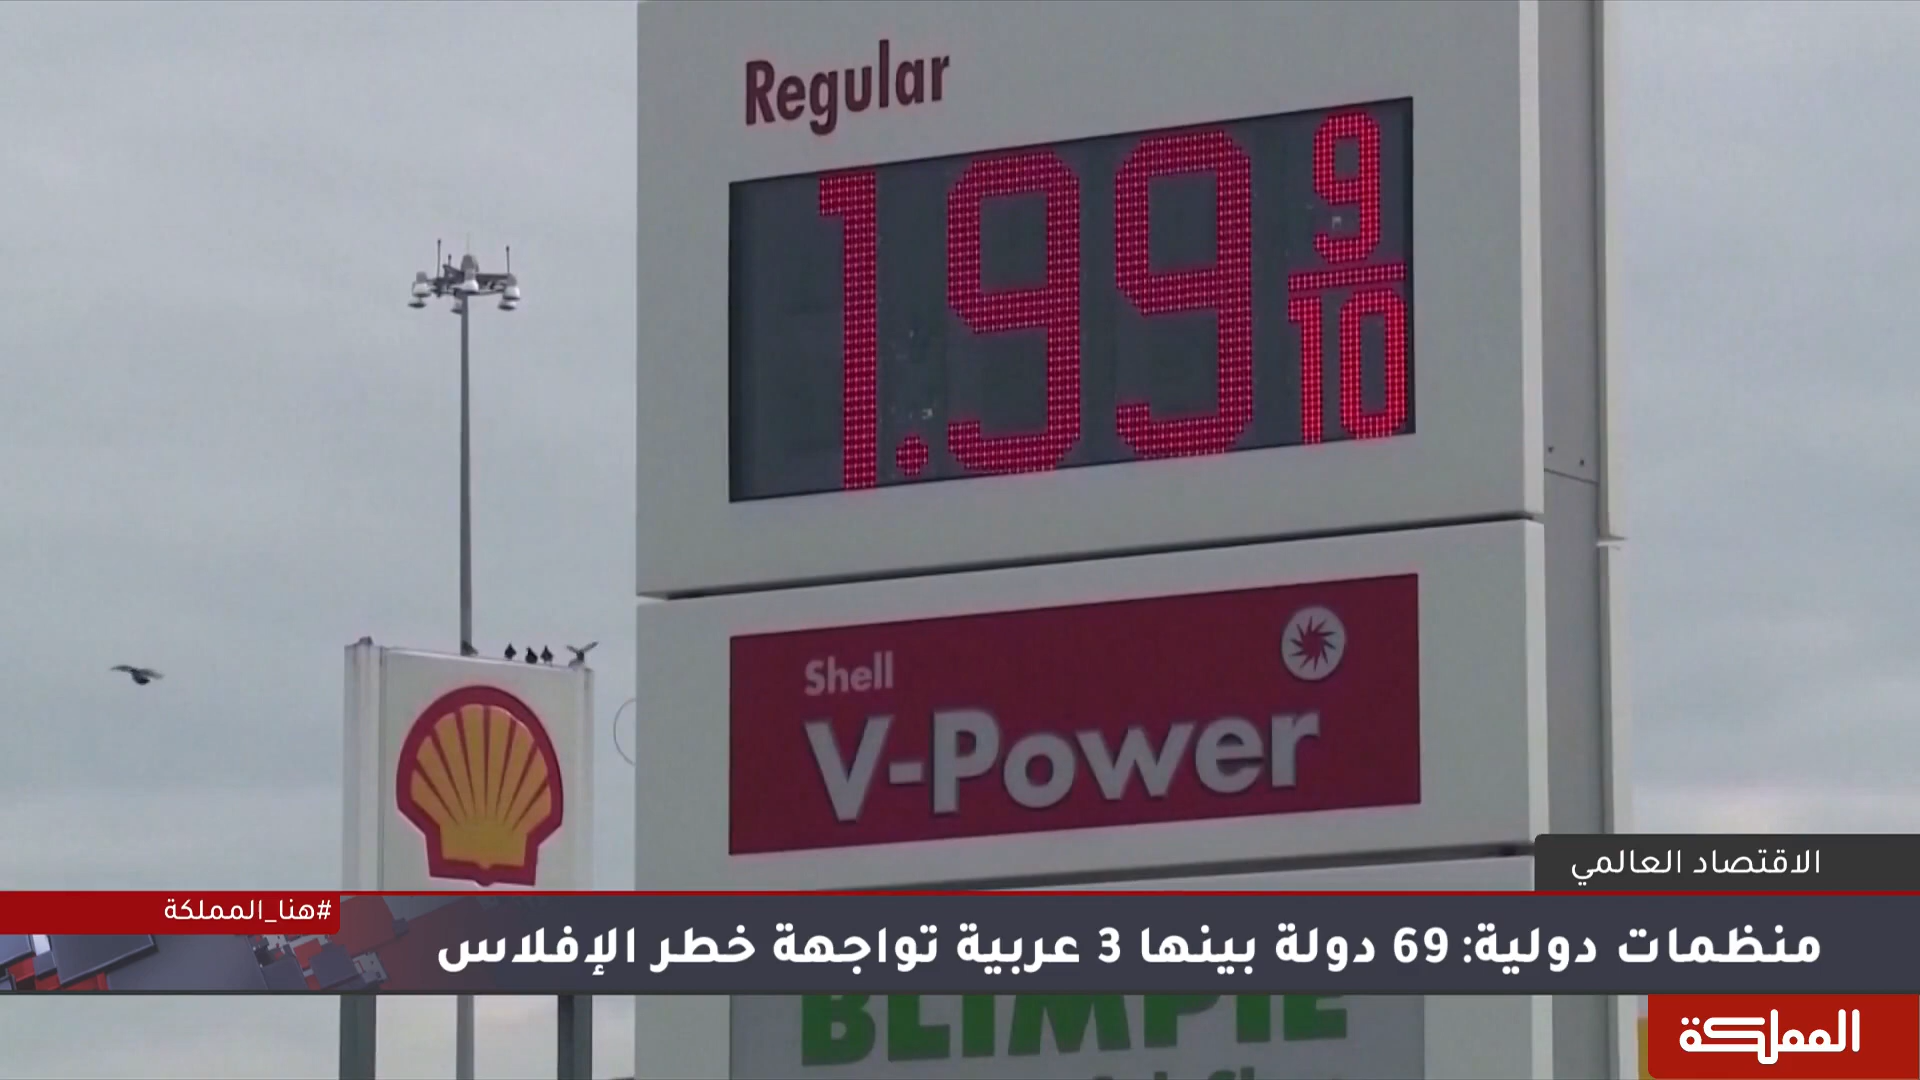 Regular
1.99 9/10
Shell
V-Power
الاقتصاد العالمي
#هنا_المملكة
منظمات دولية: 69 دولة بينها 3 عربية تواجهة خطر الإفلاس
BLIMPIE
المملكة